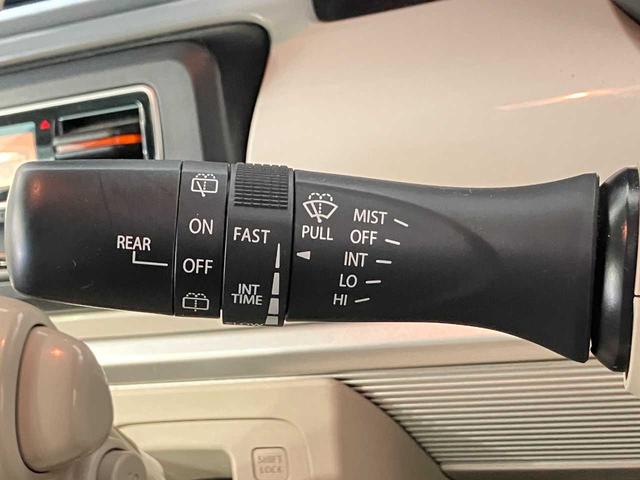 REAR
ON
OFF
FAST
INT
TIME
PULL
MIST
OFF
INT
LO
HI
SHIFT
LOCK